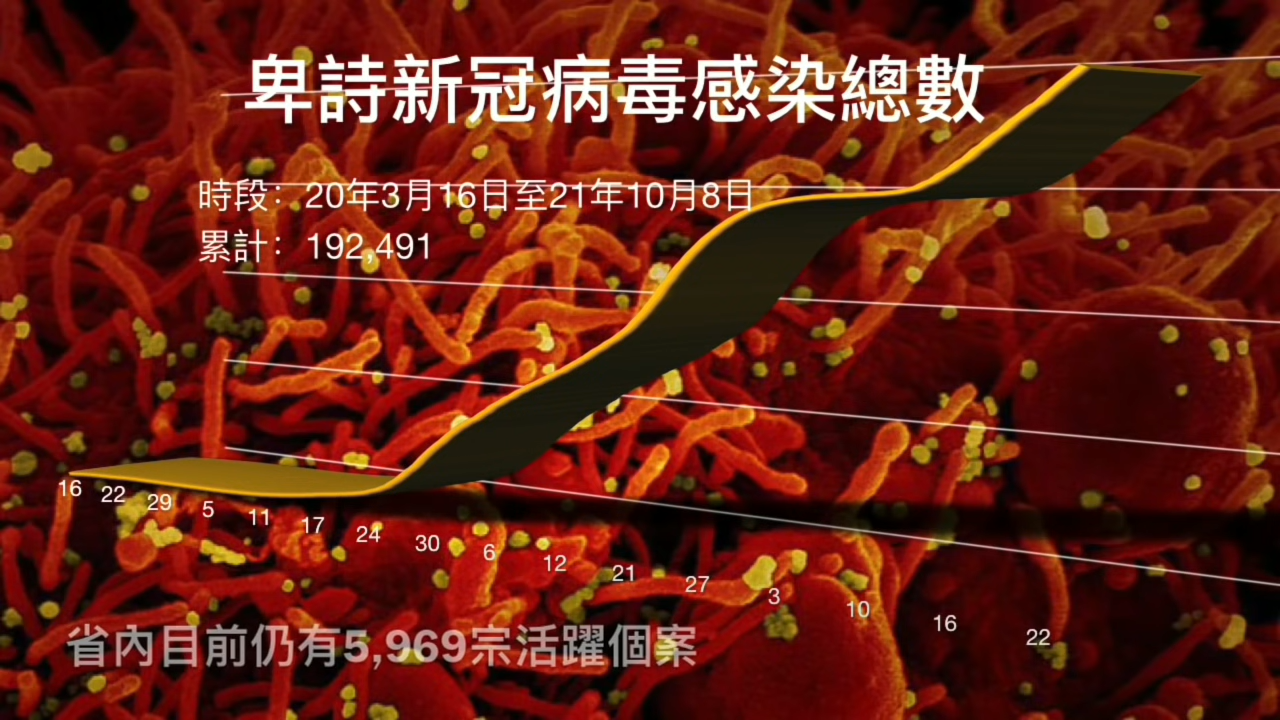 卑詩新冠病毒感染總數
時段：20年3月16日至21年10月8日
累計：192,491
16 22 29 5 11 17 24 30 6 12 21 27 3 10 16 22
省內目前仍有5,969宗活躍個案